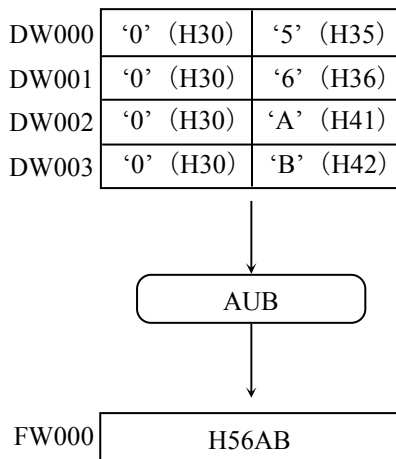 DW000 ‘0’（H30） ‘5’（H35）
DW001 ‘0’（H30） ‘6’（H36）
DW002 ‘0’（H30） ‘A’（H41）
DW003 ‘0’（H30） ‘B’（H42）
AUB
FW000 H56AB